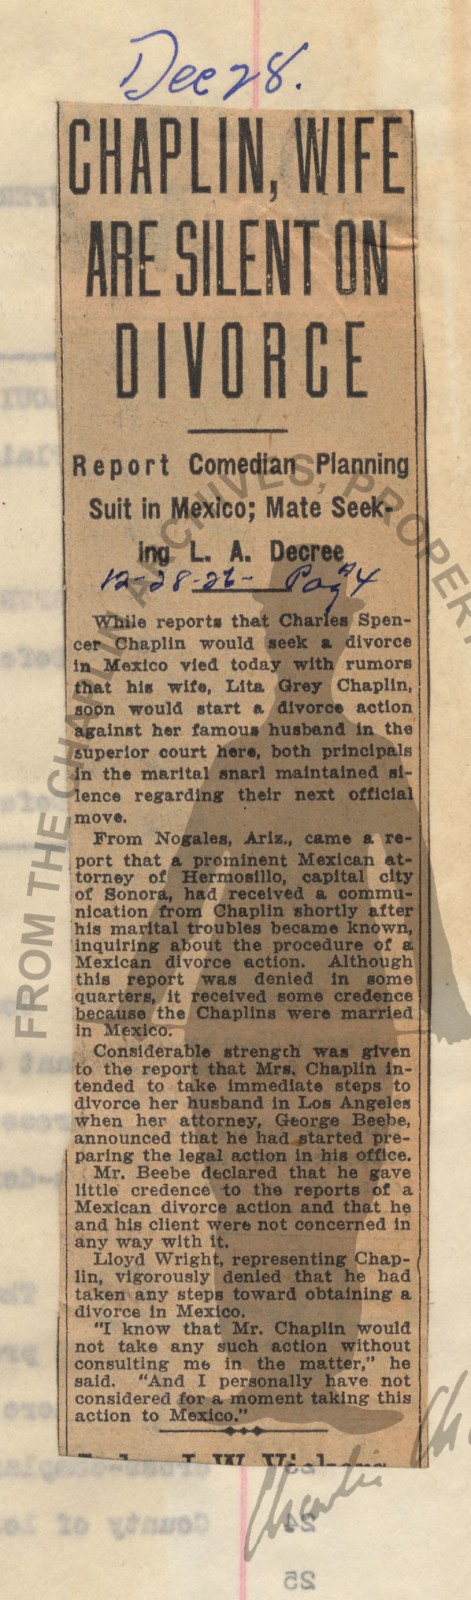 Dec 28.
CHAPLIN, WIFE
ARE SILENT ON
DIVORCE
Report Comedian Planning
Suit in Mexico; Mate Seek-
ing L. A. Decree
12-28-26- Pag 4
While reports that Charles Spen-
cer Chaplin would seek a divorce
in Mexico vied today with rumors
that his wife, Lita Grey Chaplin,
soon would start a divorce action
against her famous husband in the
superior court here, both principals
in the marital snarl maintained si-
lence regarding their next official
move.
From Nogales, Ariz., came a re-
port that a prominent Mexican at-
torney of Hermosillo, capital city
of Sonora, had received a commu-
nication from Chaplin shortly after
his marital troubles became known,
inquiring about the procedure of a
Mexican divorce action. Although
this report was denied in some
quarters, it received some credence
because the Chaplins were married
in Mexico.
Considerable strength was given
to the report that Mrs. Chaplin in-
tended to take immediate steps to
divorce her husband in Los Angeles
when her attorney, George Beebe,
announced that he had started pre-
paring the legal action in his office.
Mr. Beebe declared that he gave
little credence to the reports of a
Mexican divorce action and that he
and his client were not concerned in
any way with it.
Lloyd Wright, representing Chap-
lin, vigorously denied that he had
taken any steps toward obtaining a
divorce in Mexico.
"I know that Mr. Chaplin would
not take any such action without
consulting me in the matter," he
said. "And I personally have not
considered for a moment taking this
action to Mexico."
FROM THE CHAPLIN ARCHIVES, PROPERT
Charlie Cha
County of Lo
24
25